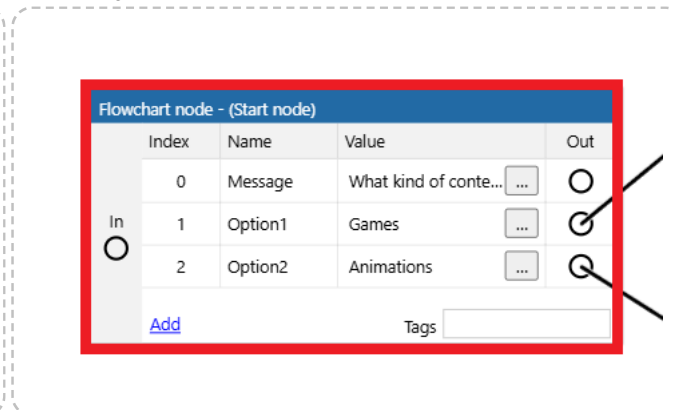 Flowchart node - (Start node)
Index Name Value Out
0 Message What kind of conte... ...
In
1 Option1 Games ...
2 Option2 Animations ...
Add Tags